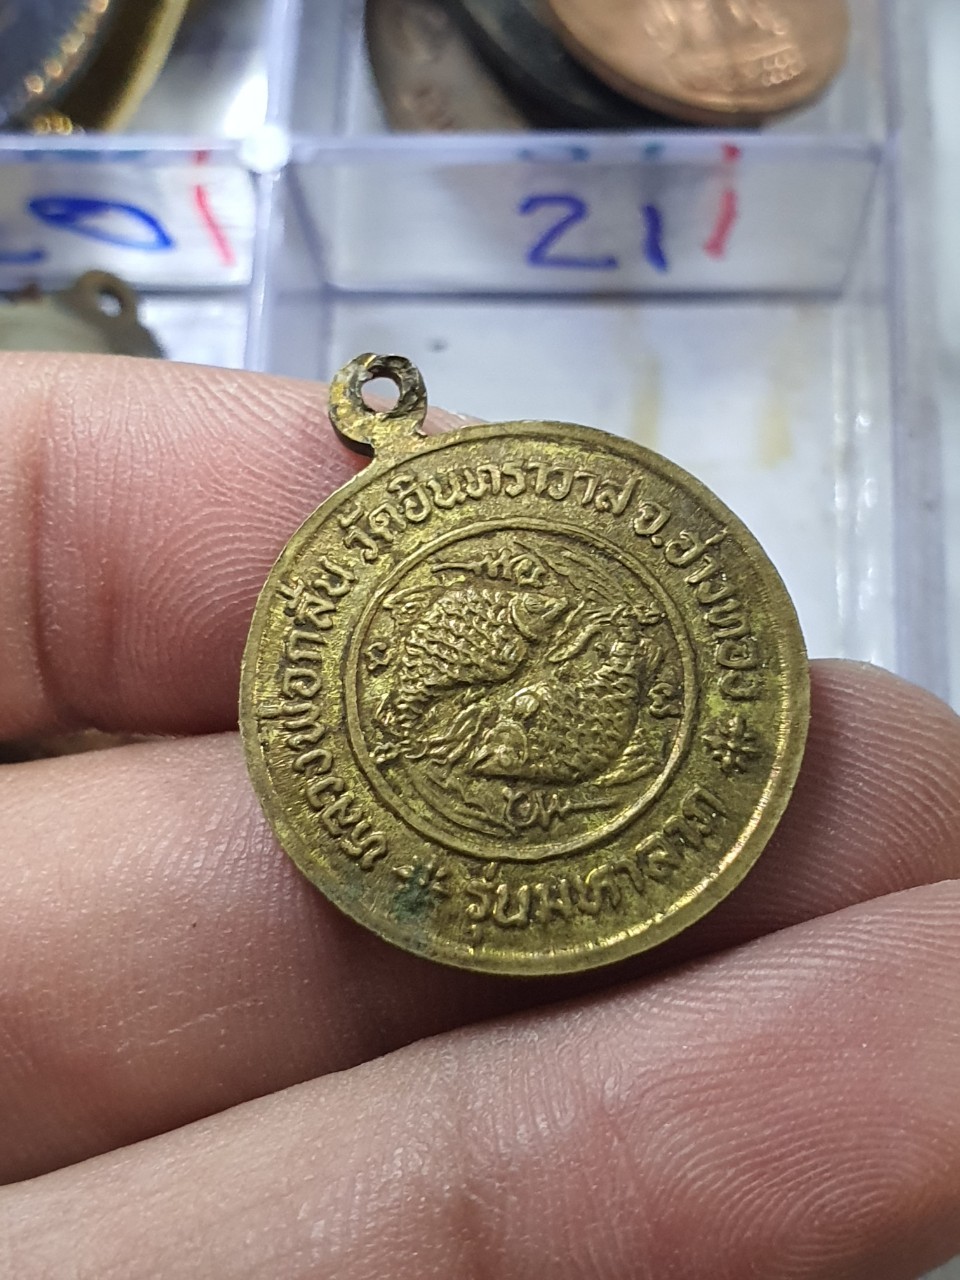 20
21
หลวงพ่อกลั่น วัดอินทราวาส จ.อ่างทอง
รุ่นมหาลาภ